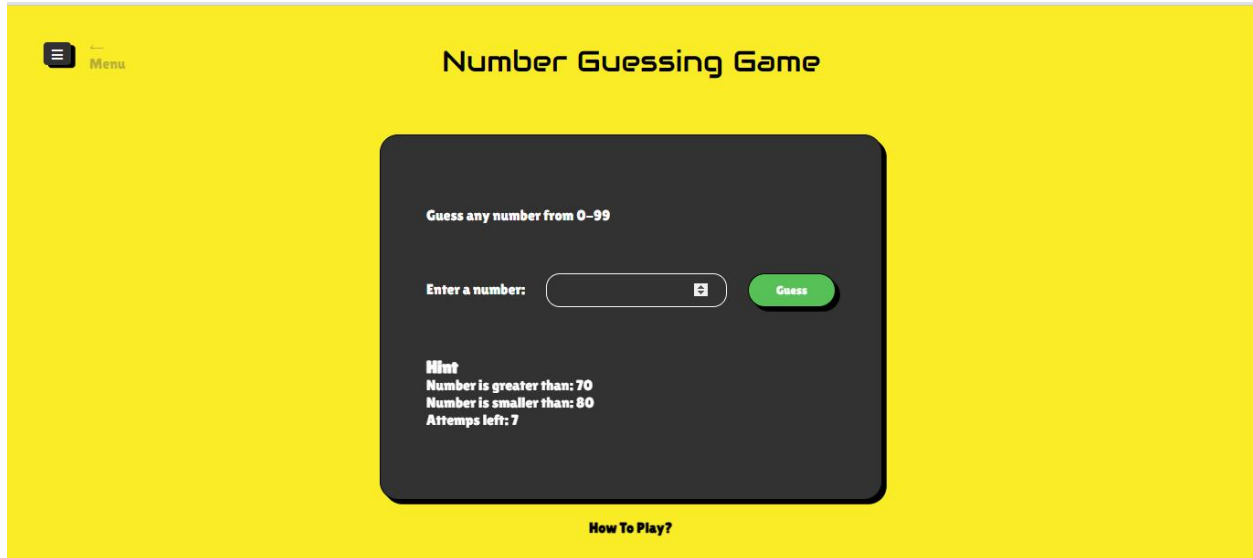 ←
Menu
Number Guessing Game
Guess any number from 0-99
Enter a number:
Guess
Hint
Number is greater than: 70
Number is smaller than: 80
Attemps left: 7
How To Play?